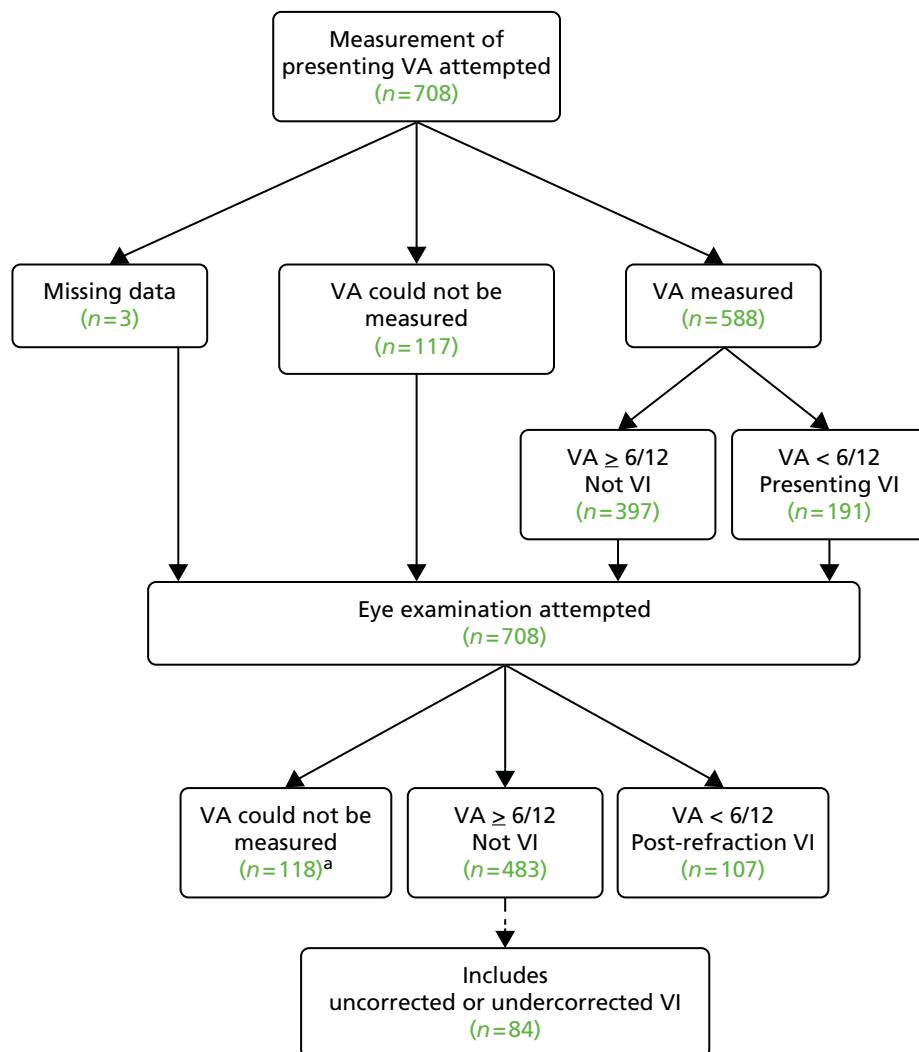 Measurement of
presenting VA attempted
(n=708)
Missing data
(n=3)
VA could not be
measured
(n=117)
VA measured
(n=588)
VA ≥ 6/12
Not VI
(n=397)
VA < 6/12
Presenting VI
(n=191)
Eye examination attempted
(n=708)
VA could not be
measured
(n=118)ᵃ
VA ≥ 6/12
Not VI
(n=483)
VA < 6/12
Post-refraction VI
(n=107)
Includes
uncorrected or undercorrected VI
(n=84)